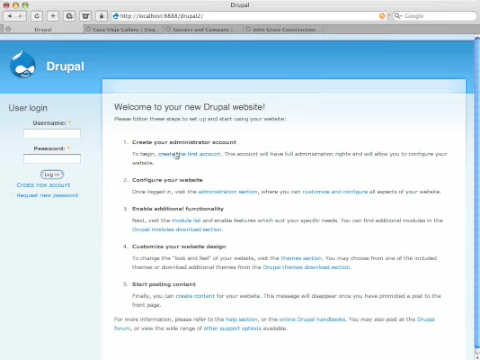 Drupal
http://localhost:8888/drupal2/
Google
Drupal
Casa Vieja Gallery |
Success and Company |
Drupal
User login
Username: *
Password: *
Log in
Create new account
Request new password
Welcome to your new Drupal website!
Please follow these steps to set up and start using your website:
1. Create your administrator account
To begin, create the first account. This account will have full administration rights and will allow you to configure your
website.
2. Configure your website
Once logged in, visit the administration section, where you can customize and configure all aspects of your website.
3. Enable additional functionality
Next, visit the module list and enable features which suit your specific needs. You can find additional modules in the
Drupal modules download section.
4. Customize your website design
To change the "look and feel" of your website, visit the themes section. You may choose from one of the included
themes or download additional themes from the Drupal themes download section.
5. Start posting content
Finally, you can create content for your website. This message will disappear once you have promoted a post to the
front page.
For more information, please refer to the help section, or the online Drupal handbooks. You may also post at the Drupal
forum, or view the wide range of other support options available.